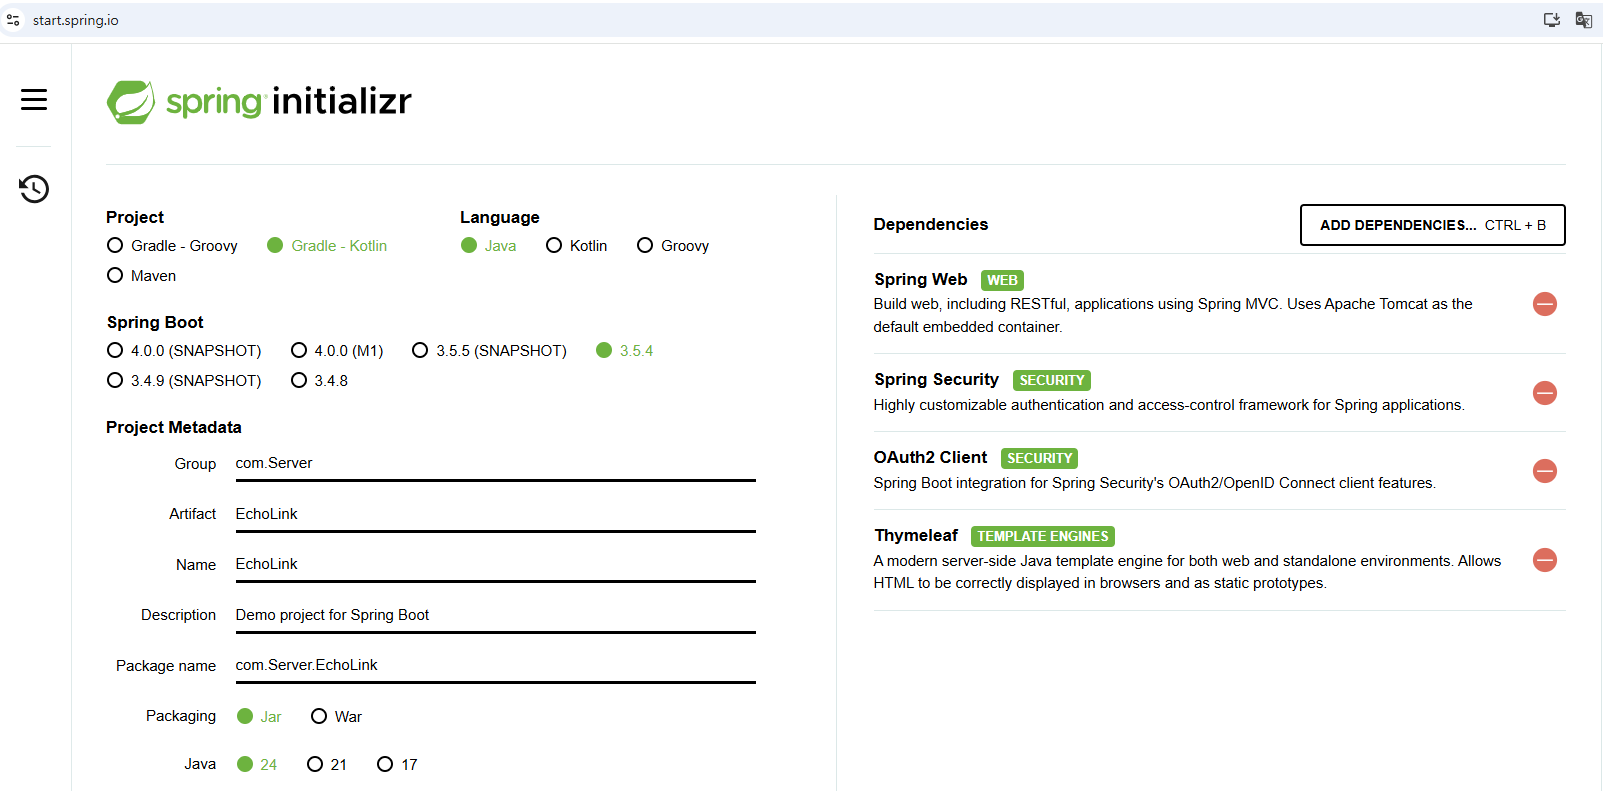 start.spring.io
spring initializr
Project
Gradle - Groovy Gradle - Kotlin
Maven
Language
Java Kotlin Groovy
Spring Boot
4.0.0 (SNAPSHOT) 4.0.0 (M1) 3.5.5 (SNAPSHOT) 3.5.4
3.4.9 (SNAPSHOT) 3.4.8
Project Metadata
Group com.Server
Artifact EchoLink
Name EchoLink
Description Demo project for Spring Boot
Package name com.Server.EchoLink
Packaging Jar War
Java 24 21 17
Dependencies
ADD DEPENDENCIES... CTRL + B
Spring Web WEB
Build web, including RESTful, applications using Spring MVC. Uses Apache Tomcat as the
default embedded container.
Spring Security SECURITY
Highly customizable authentication and access-control framework for Spring applications.
OAuth2 Client SECURITY
Spring Boot integration for Spring Security's OAuth2/OpenID Connect client features.
Thymeleaf TEMPLATE ENGINES
A modern server-side Java template engine for both web and standalone environments. Allows
HTML to be correctly displayed in browsers and as static prototypes.